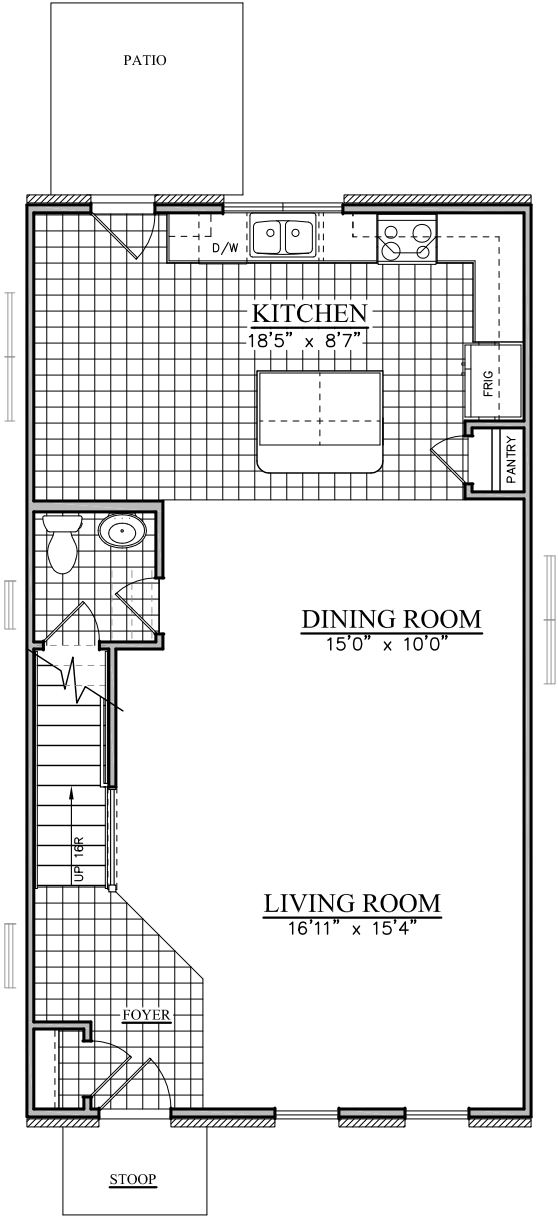 PATIO
D/W
KITCHEN
18'5" x 8'7"
FRIG
PANTRY
DINING ROOM
15'0" x 10'0"
UP 16R
LIVING ROOM
16'11" x 15'4"
FOYER
STOOP